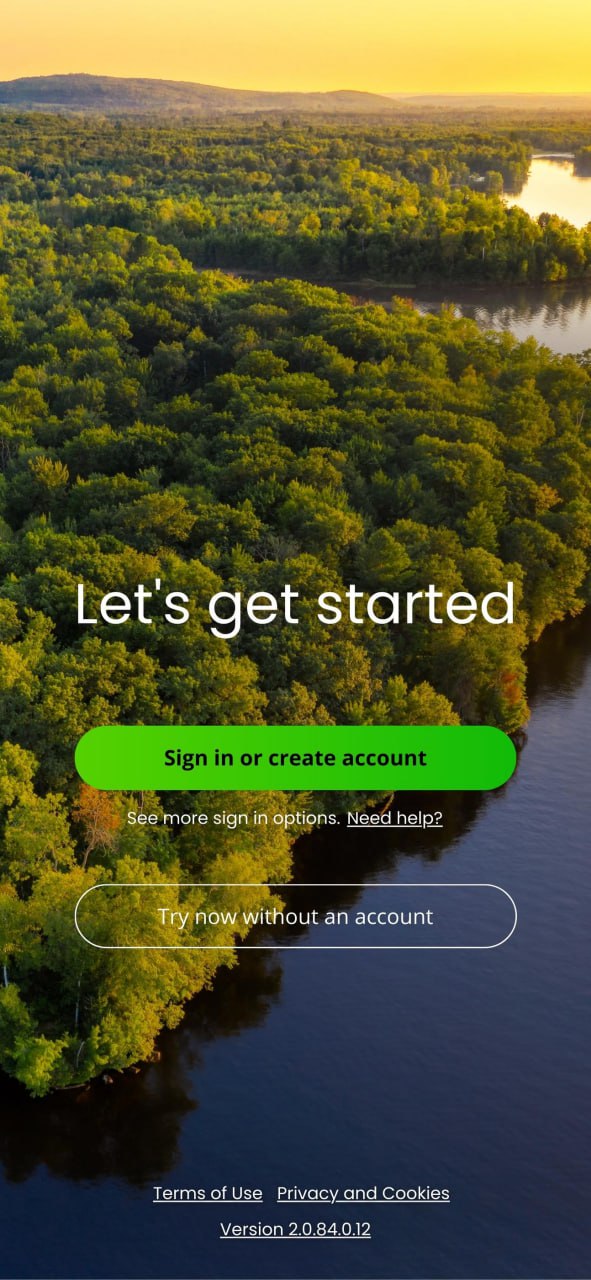 Let's get started
Sign in or create account
See more sign in options. Need help?
Try now without an account
Terms of Use Privacy and Cookies
Version 2.0.84.0.12